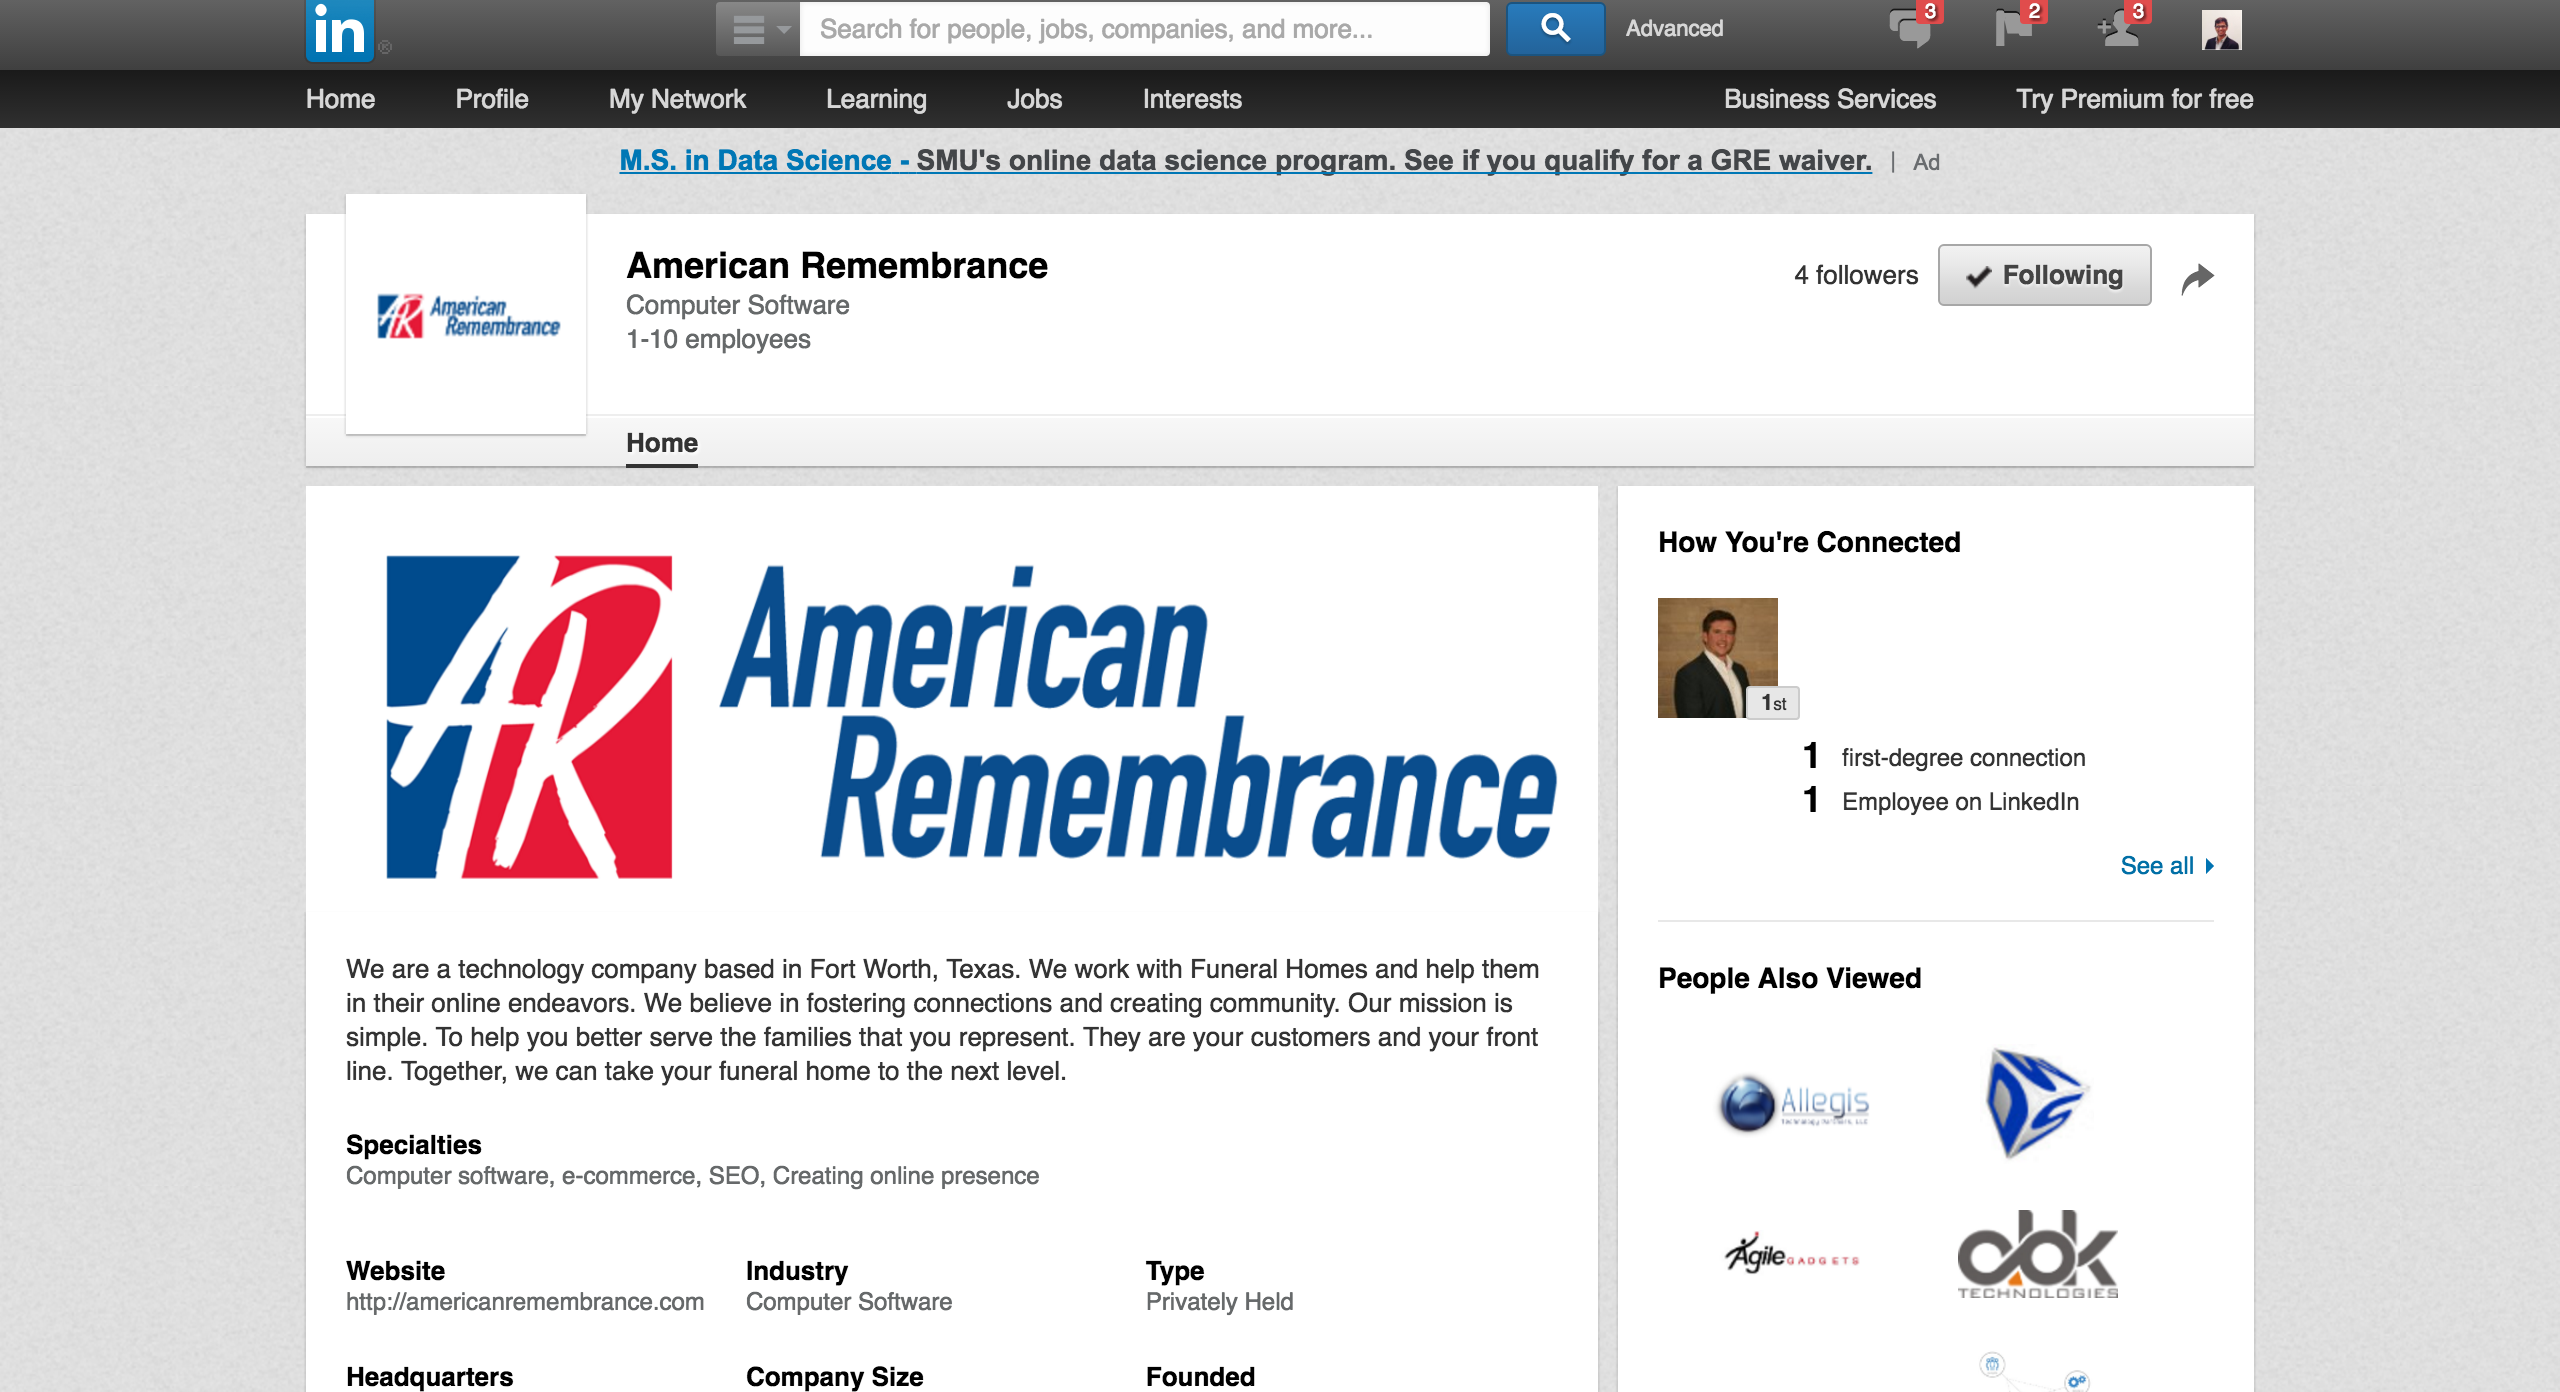 in ®
Search for people, jobs, companies, and more...
Advanced
3
2
3
Home Profile My Network Learning Jobs Interests Business Services Try Premium for free
M.S. in Data Science - SMU's online data science program. See if you qualify for a GRE waiver. | Ad
AR American
Remembrance
American Remembrance
Computer Software
1-10 employees
4 followers
Following
Home
AR
American
Remembrance
We are a technology company based in Fort Worth, Texas. We work with Funeral Homes and help them
in their online endeavors. We believe in fostering connections and creating community. Our mission is
simple. To help you better serve the families that you represent. They are your customers and your front
line. Together, we can take your funeral home to the next level.
Specialties
Computer software, e-commerce, SEO, Creating online presence
Website
http://americanremembrance.com
Industry
Computer Software
Type
Privately Held
Headquarters
Company Size
Founded
How You're Connected
1st
1 first-degree connection
1 Employee on LinkedIn
See all
People Also Viewed
Allegis
Technology Partners, LLC
DWS
Agile GADGETS
abk
TECHNOLOGIES